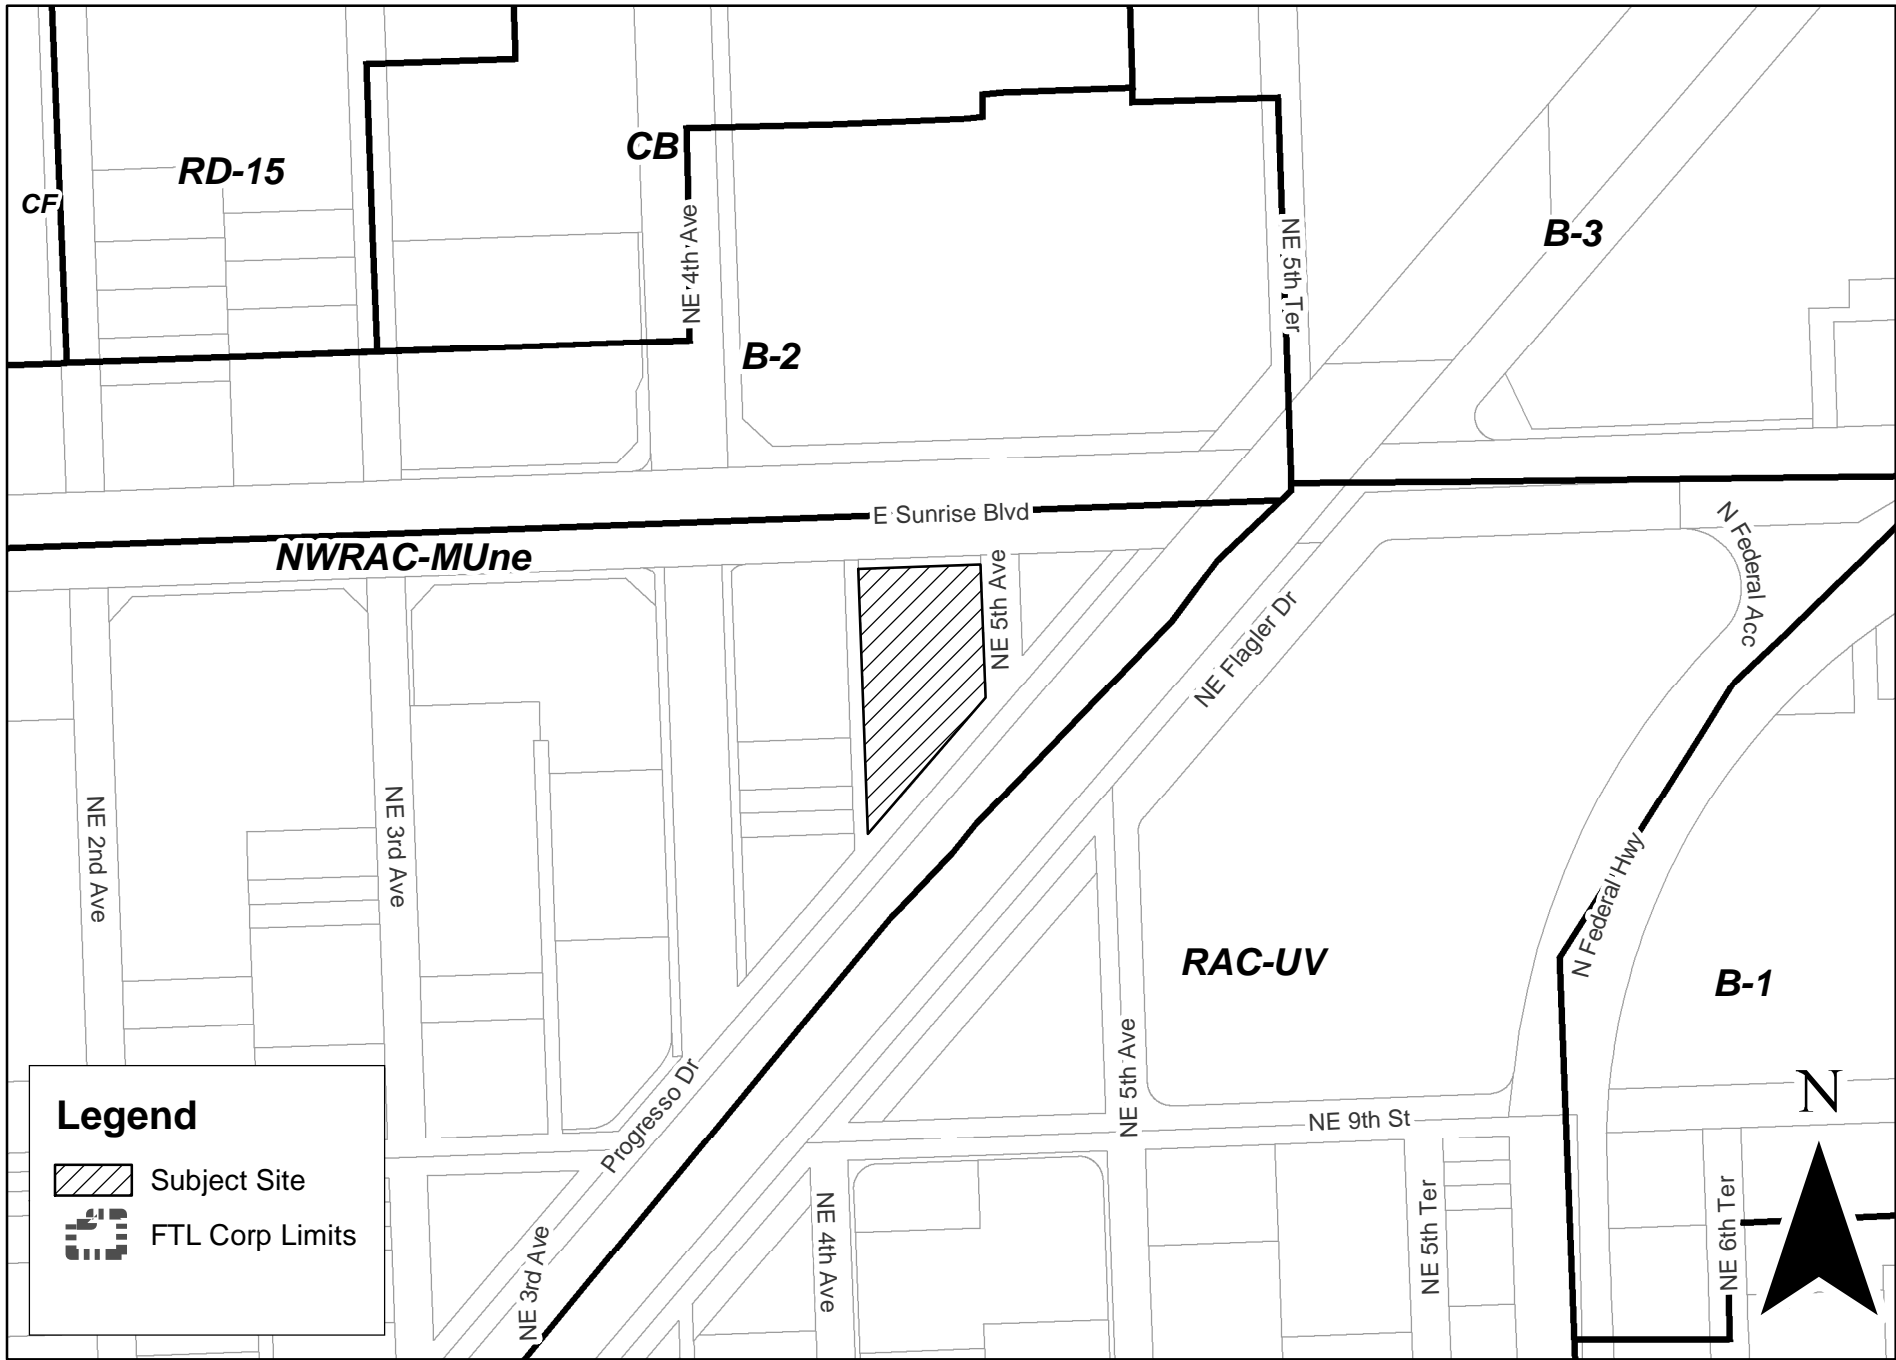 RD-15
CF
CB
NE 4th Ave
B-2
NE 5th Ter
B-3
E Sunrise Blvd
NWRAC-MUne
NE 5th Ave
NE Flagler Dr
N Federal Acc
NE 2nd Ave
NE 3rd Ave
N Federal Hwy
RAC-UV
B-1
NE 5th Ave
NE 9th St
Progresso Dr
NE 3rd Ave
NE 4th Ave
NE 5th Ter
NE 6th Ter
N
Legend
Subject Site
FTL Corp Limits